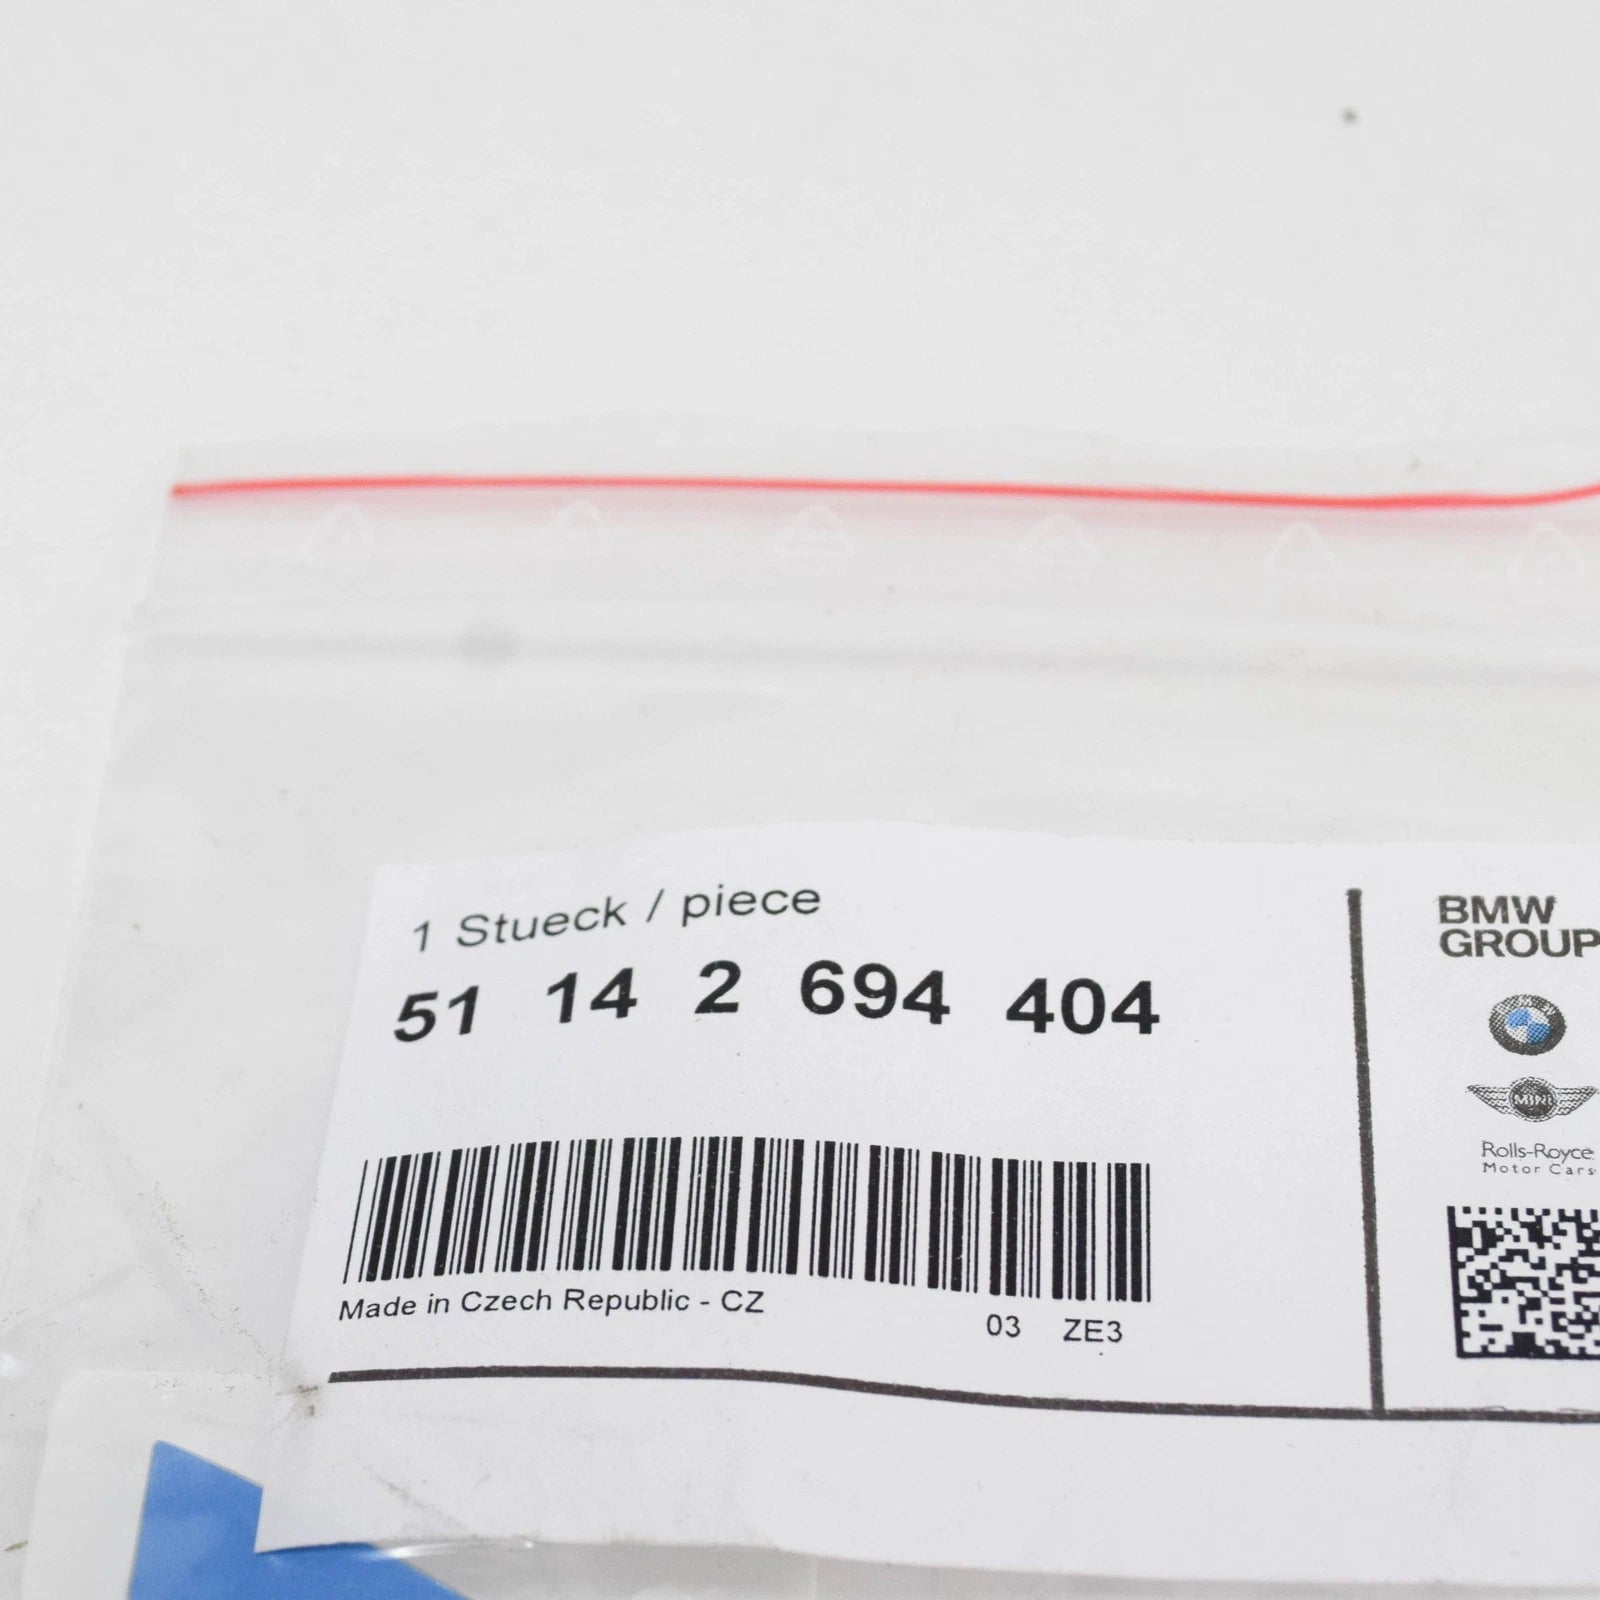 1 Stueck / piece
51 14 2 694 404
Made in Czech Republic - CZ
03 ZE3
BMW
GROUP
MINI
Rolls-Royce
Motor Cars